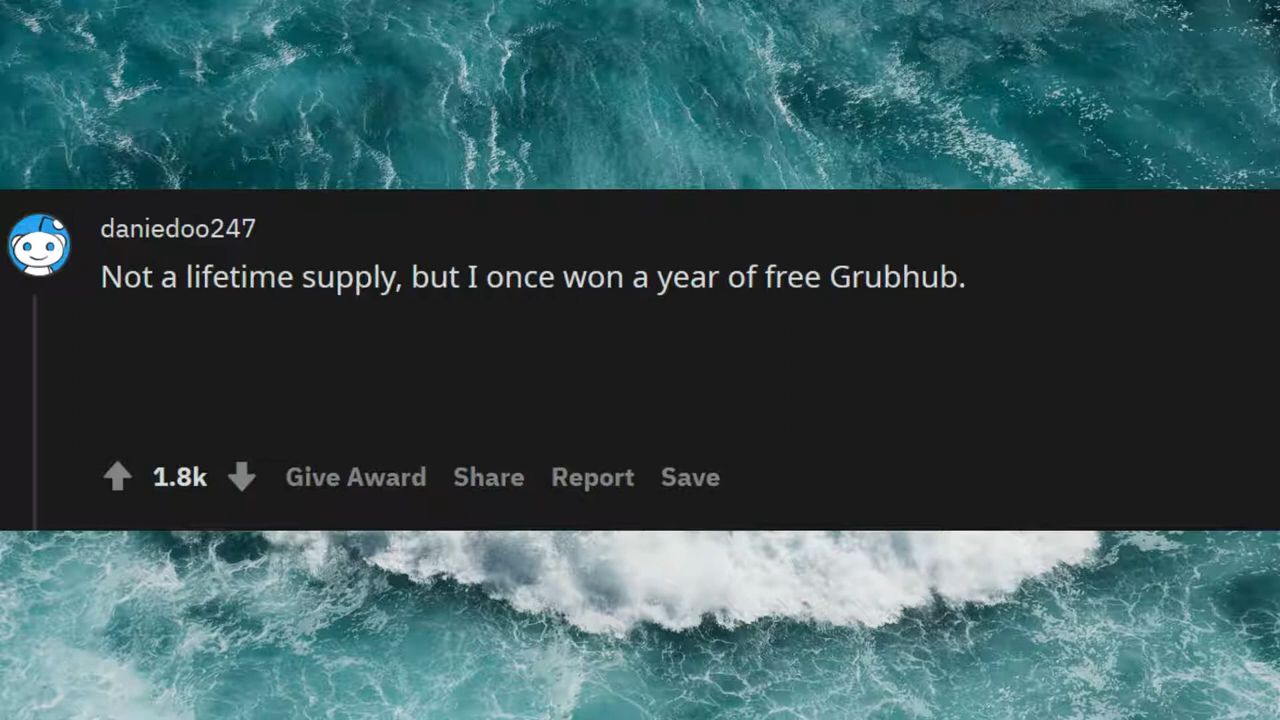 daniedoo247
Not a lifetime supply, but I once won a year of free Grubhub.
1.8k Give Award Share Report Save